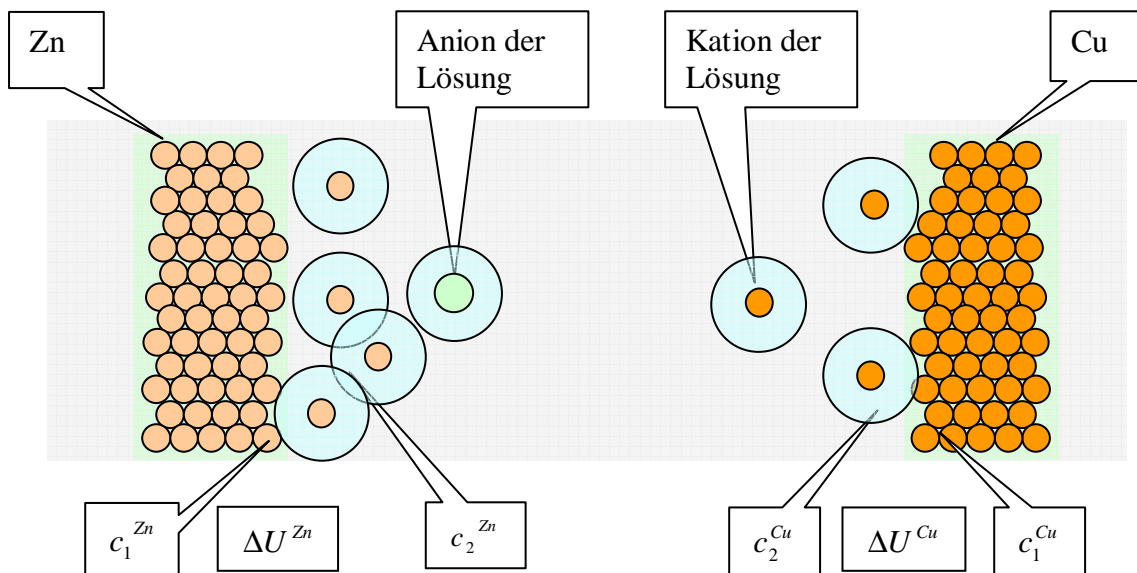 Zn
Anion der
Lösung
Kation der
Lösung
Cu
c₁^Zn
ΔU^Zn
c₂^Zn
c₂^Cu
ΔU^Cu
c₁^Cu